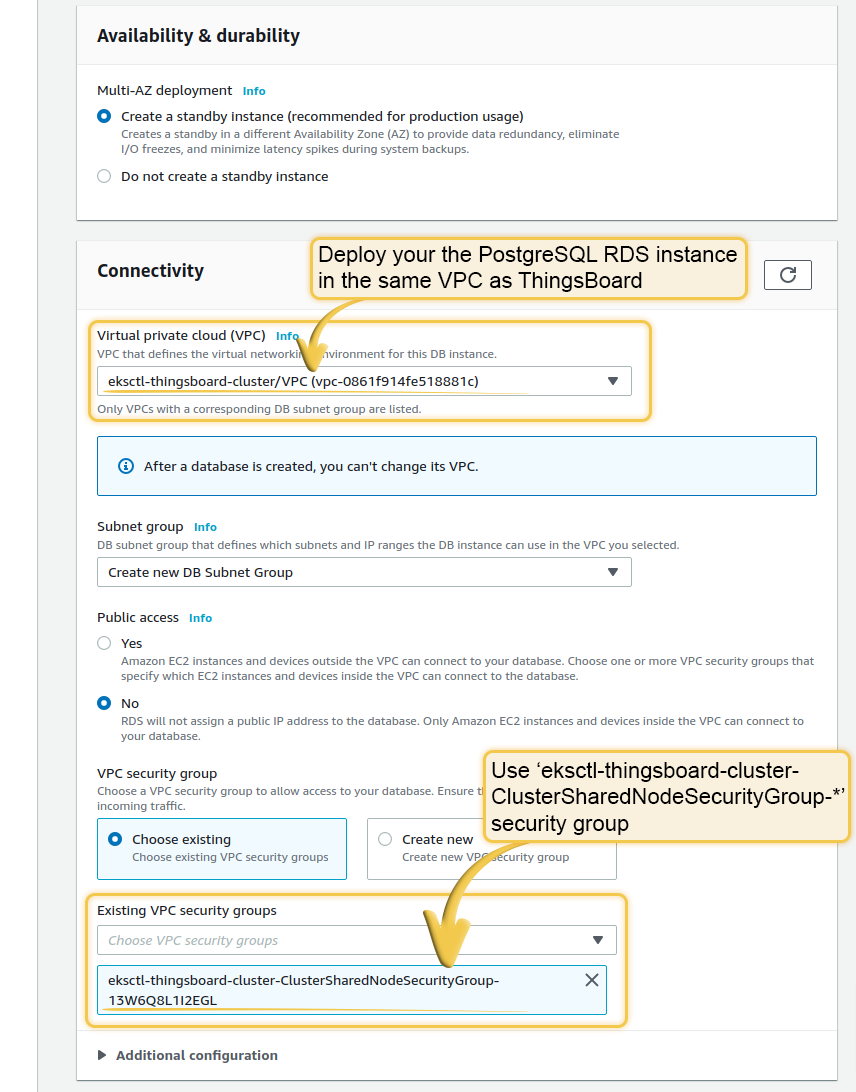 Availability & durability
Multi-AZ deployment Info
Create a standby instance (recommended for production usage)
Creates a standby in a different Availability Zone (AZ) to provide data redundancy, eliminate
I/O freezes, and minimize latency spikes during system backups.
Do not create a standby instance
Connectivity
Deploy your the PostgreSQL RDS instance
in the same VPC as ThingsBoard
Virtual private cloud (VPC) Info
VPC that defines the virtual networking environment for this DB instance.
eksctl-thingsboard-cluster/VPC (vpc-0861f914fe518881c)
Only VPCs with a corresponding DB subnet group are listed.
After a database is created, you can't change its VPC.
Subnet group Info
DB subnet group that defines which subnets and IP ranges the DB instance can use in the VPC you selected.
Create new DB Subnet Group
Public access Info
Yes
Amazon EC2 instances and devices outside the VPC can connect to your database. Choose one or more VPC security groups that
specify which EC2 instances and devices inside the VPC can connect to the database.
No
RDS will not assign a public IP address to the database. Only Amazon EC2 instances and devices inside the VPC can connect to
your database.
VPC security group
Choose a VPC security group to allow access to your database. Ensure
incoming traffic.
Use ‘eksctl-thingsboard-cluster-
ClusterSharedNodeSecurityGroup-*’
security group
Choose existing
Choose existing VPC security groups
Create new
Create new VPC security group
Existing VPC security groups
Choose VPC security groups
eksctl-thingsboard-cluster-ClusterSharedNodeSecurityGroup-
13W6Q8L1I2EGL
Additional configuration